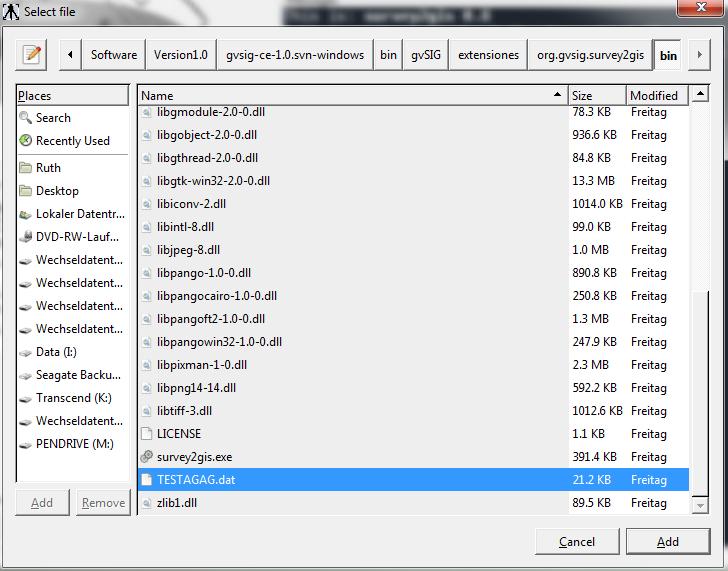 Select file
This is: survey2gis 0.2
Software Version1.0 gvsig-ce-1.0.svn-windows bin gvSIG extensiones org.gvsig.survey2gis bin
Places
Search
Recently Used
Ruth
Desktop
Lokaler Datentr...
DVD-RW-Lauf...
Wechseldatent...
Wechseldatent...
Wechseldatent...
Wechseldatent...
Data (I:)
Seagate Backu...
Transcend (K:)
Wechseldatent...
PENDRIVE (M:)
Add Remove
Name Size Modified
libgmodule-2.0-0.dll 78.3 KB Freitag
libgobject-2.0-0.dll 936.6 KB Freitag
libgthread-2.0-0.dll 84.8 KB Freitag
libgtk-win32-2.0-0.dll 13.3 MB Freitag
libiconv-2.dll 1014.0 KB Freitag
libintl-8.dll 99.0 KB Freitag
libjpeg-8.dll 1.0 MB Freitag
libpango-1.0-0.dll 890.8 KB Freitag
libpangocairo-1.0-0.dll 250.8 KB Freitag
libpangoft2-1.0-0.dll 1.3 MB Freitag
libpangowin32-1.0-0.dll 247.9 KB Freitag
libpixman-1-0.dll 2.3 MB Freitag
libpng14-14.dll 592.2 KB Freitag
libtiff-3.dll 1012.6 KB Freitag
LICENSE 1.1 KB Freitag
survey2gis.exe 391.4 KB Freitag
TESTAGAG.dat 21.2 KB Freitag
zlib1.dll 89.5 KB Freitag
Cancel Add